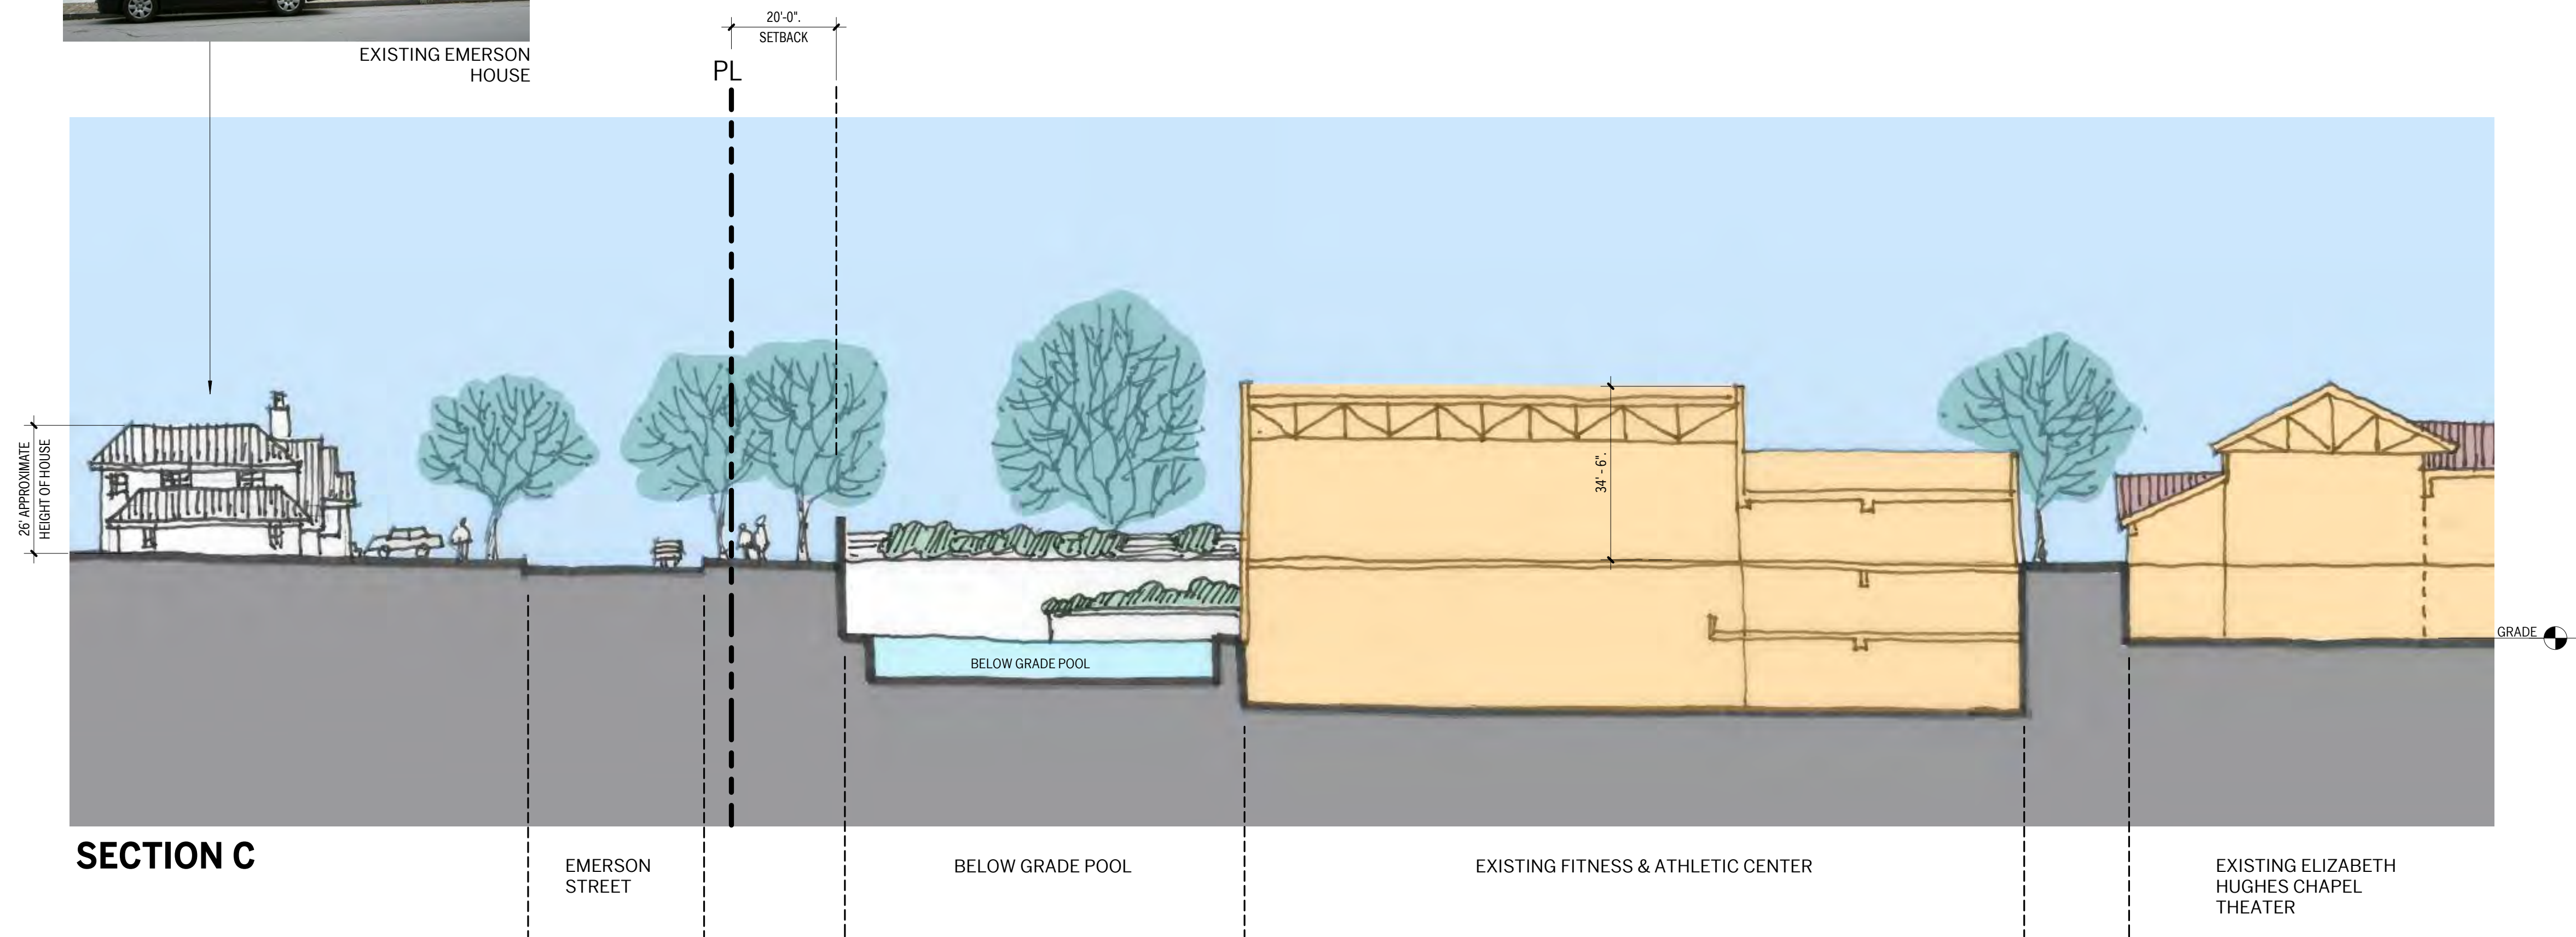 20'-0".
SETBACK
EXISTING EMERSON
HOUSE
PL
26' APPROXIMATE
HEIGHT OF HOUSE
34' - 6".
BELOW GRADE POOL
GRADE
SECTION C
EMERSON
STREET
BELOW GRADE POOL
EXISTING FITNESS & ATHLETIC CENTER
EXISTING ELIZABETH
HUGHES CHAPEL
THEATER